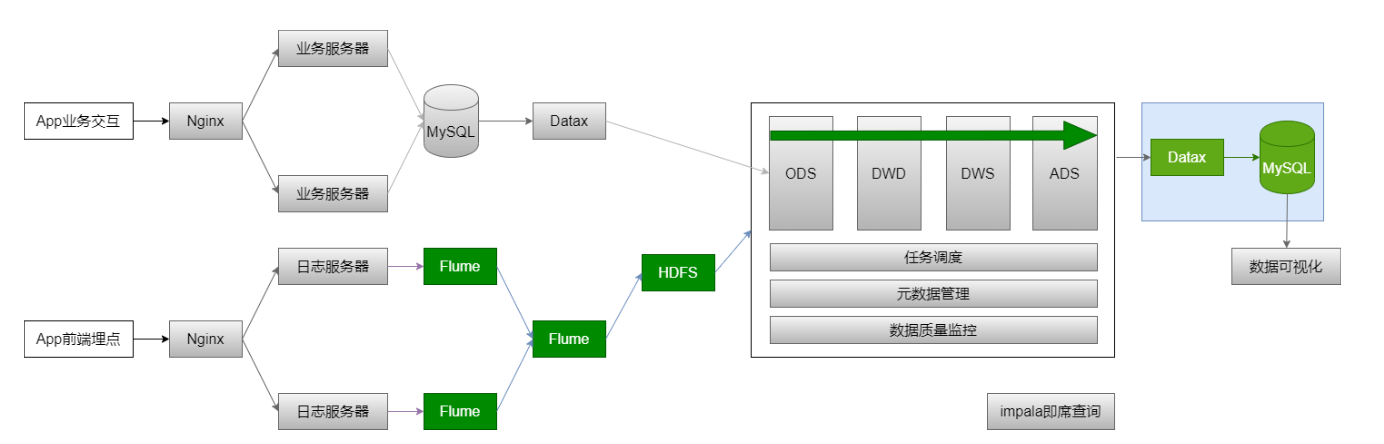 App业务交互
Nginx
业务服务器
业务服务器
MySQL
Datax
App前端埋点
Nginx
日志服务器
日志服务器
Flume
Flume
Flume
HDFS
ODS
DWD
DWS
ADS
任务调度
元数据管理
数据质量监控
Datax
MySQL
数据可视化
impala即席查询